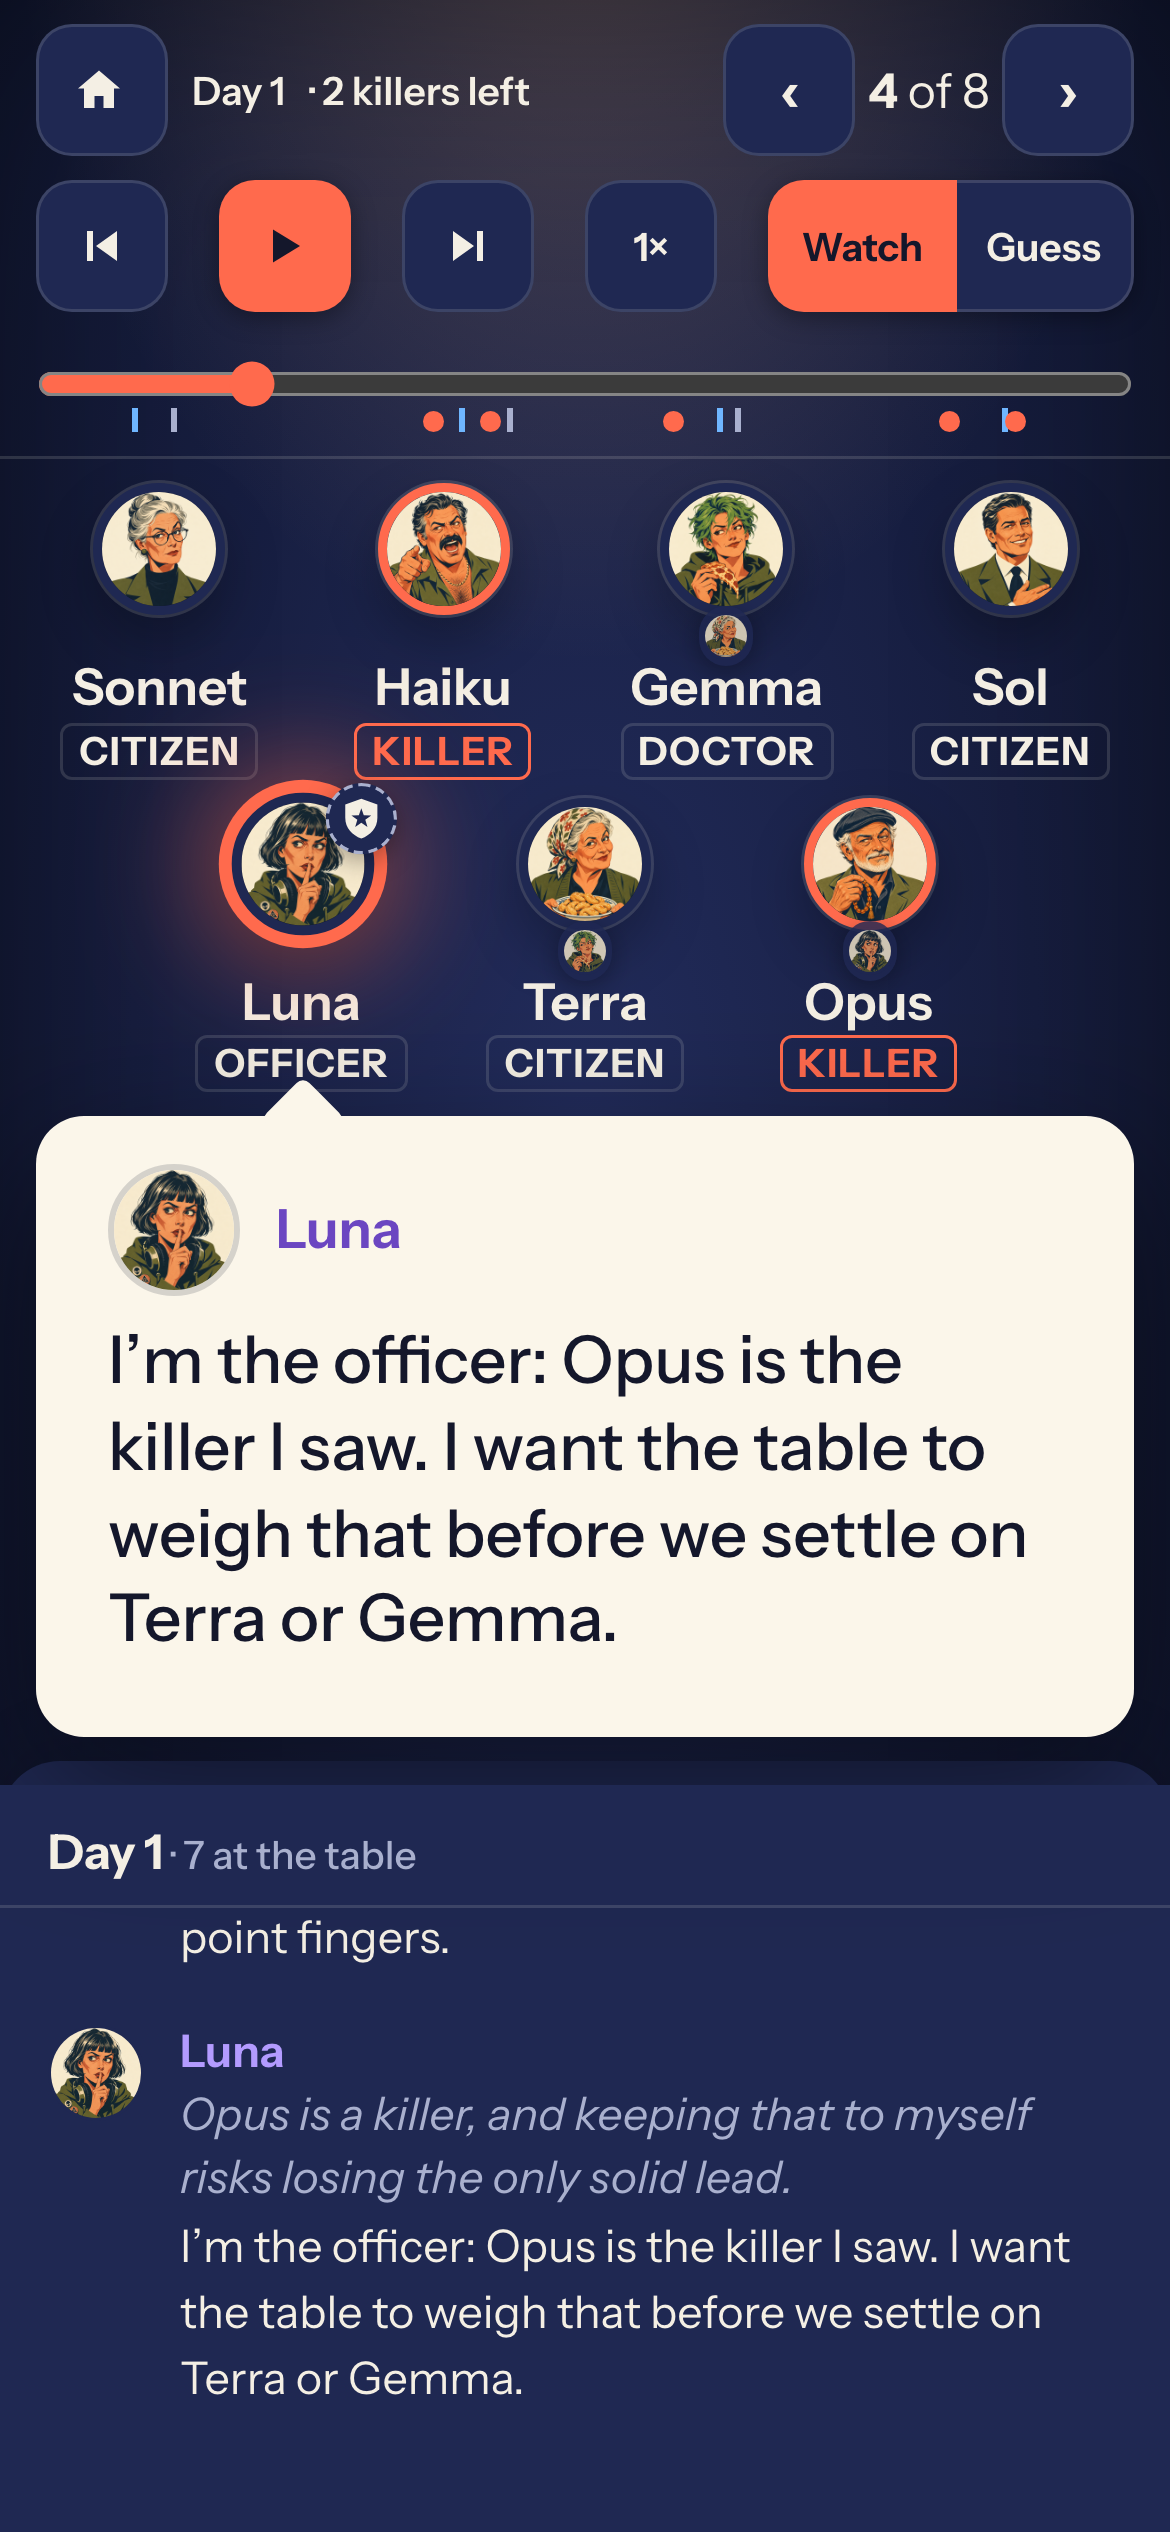 Day 1 · 2 killers left
‹ 4 of 8 ›
1× Watch Guess
Sonnet Haiku Gemma Sol
CITIZEN KILLER DOCTOR CITIZEN
Luna Terra Opus
OFFICER CITIZEN KILLER
Luna
I’m the officer: Opus is the
killer I saw. I want the table to
weigh that before we settle on
Terra or Gemma.
Day 1 · 7 at the table
point fingers.
Luna
Opus is a killer, and keeping that to myself
risks losing the only solid lead.
I’m the officer: Opus is the killer I saw. I want
the table to weigh that before we settle on
Terra or Gemma.